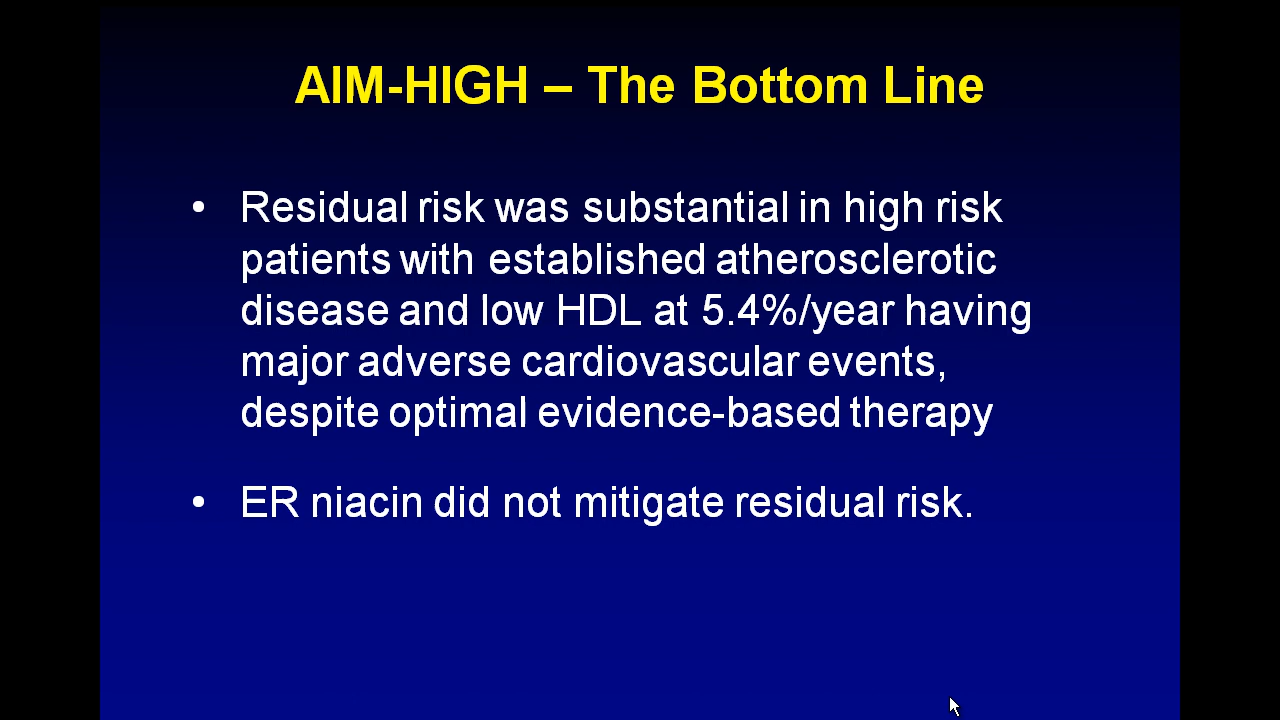 AIM-HIGH – The Bottom Line
• Residual risk was substantial in high risk
patients with established atherosclerotic
disease and low HDL at 5.4%/year having
major adverse cardiovascular events,
despite optimal evidence-based therapy
• ER niacin did not mitigate residual risk.